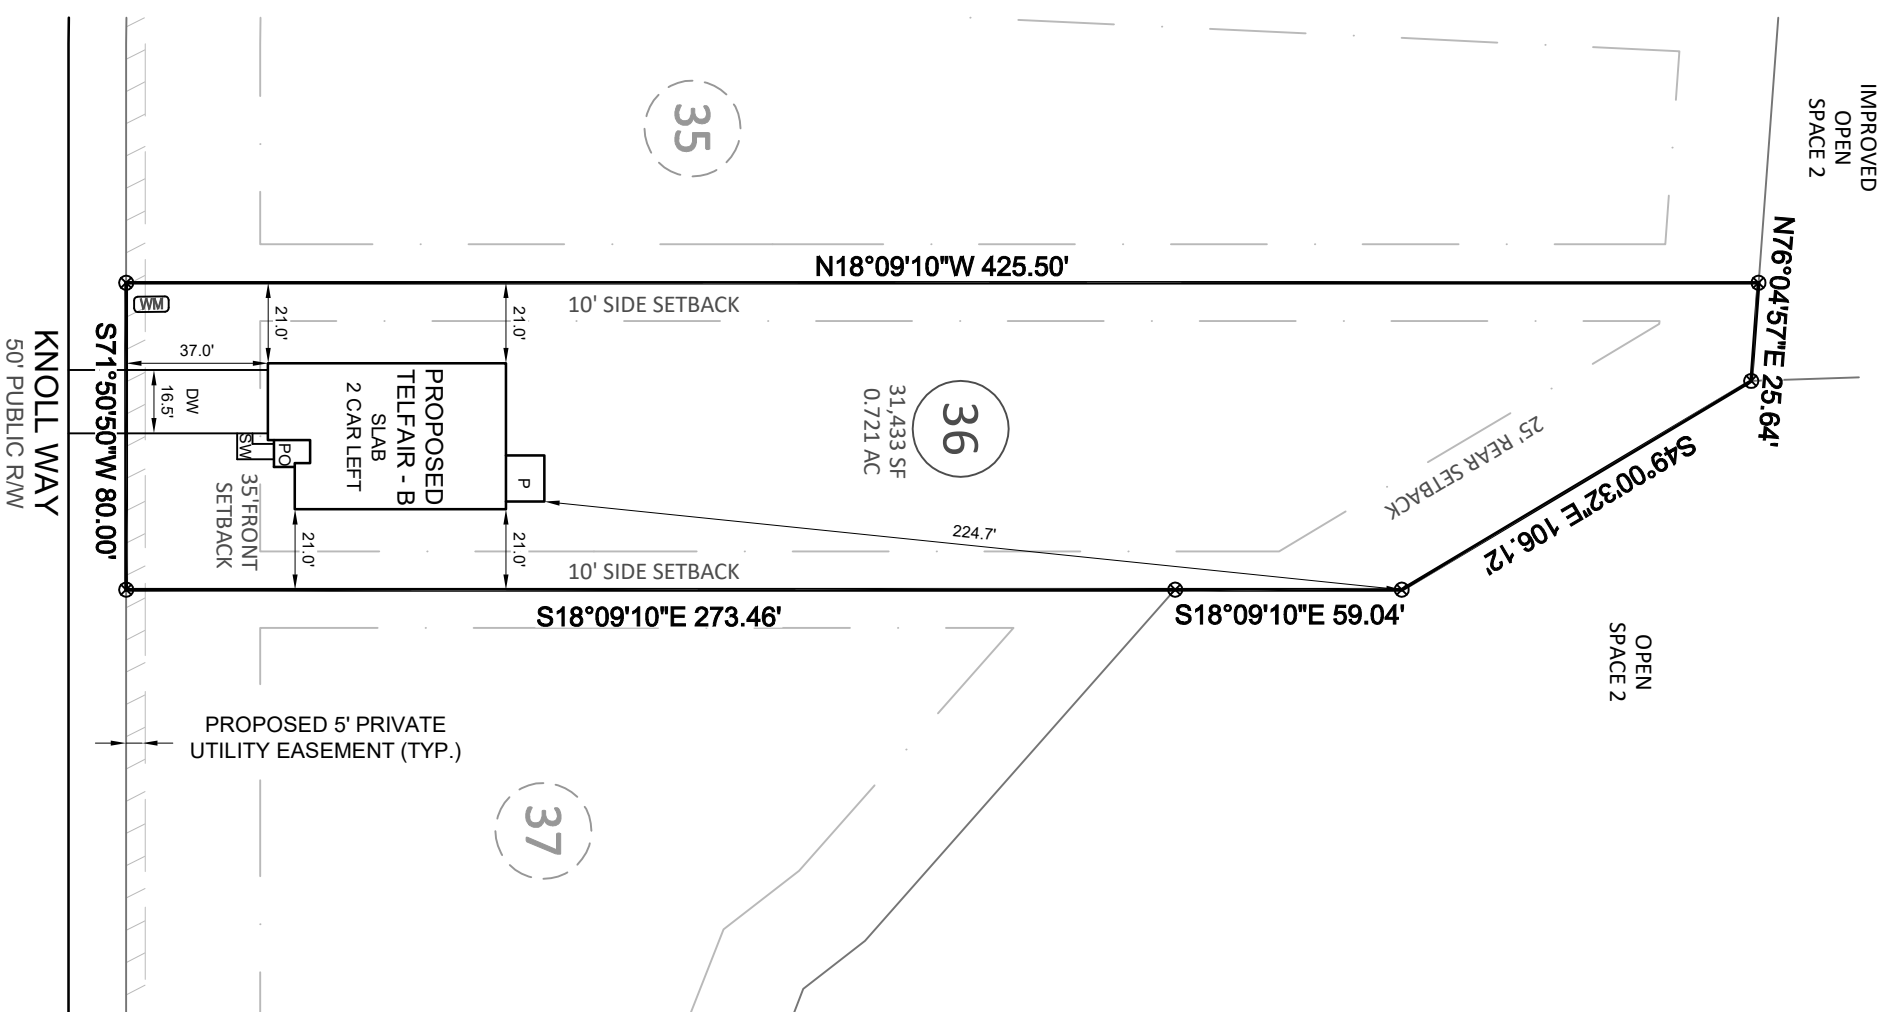 IMPROVED
OPEN
SPACE 2
35
N76°04'57"E 25.64'
N18°09'10"W 425.50'
10' SIDE SETBACK
WM
21.0'
21.0'
37.0'
DW
16.5'
PROPOSED
TELFAIR - B
SLAB
2 CAR LEFT
PO
SW
P
36
31,433 SF
0.721 AC
25' REAR SETBACK
S49°00'32"E 106.12'
S71°50'50"W 80.00'
KNOLL WAY
50' PUBLIC R/W
35'FRONT
SETBACK
21.0'
21.0'
224.7'
10' SIDE SETBACK
S18°09'10"E 273.46'
S18°09'10"E 59.04'
OPEN
SPACE 2
PROPOSED 5' PRIVATE
UTILITY EASEMENT (TYP.)
37